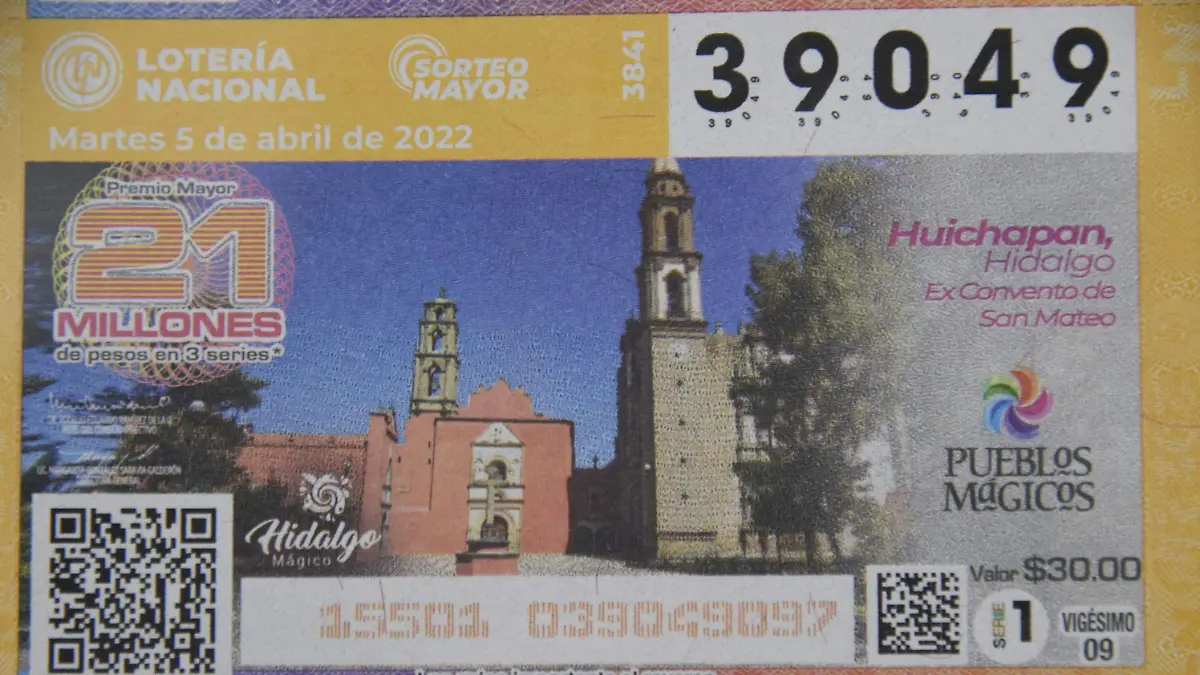 LOTERÍA
NACIONAL
SORTEO
MAYOR
3841
39049
Martes 5 de abril de 2022
Premio Mayor
21
MILLONES
de pesos en 3 series*
Huichapan,
Hidalgo
Ex Convento de
San Mateo
PUEBLOS
MáGICOS
Hidalgo
Mágico
Valor $30.00
SERIE 1
VIGÉSIMO
09
15501 039049097